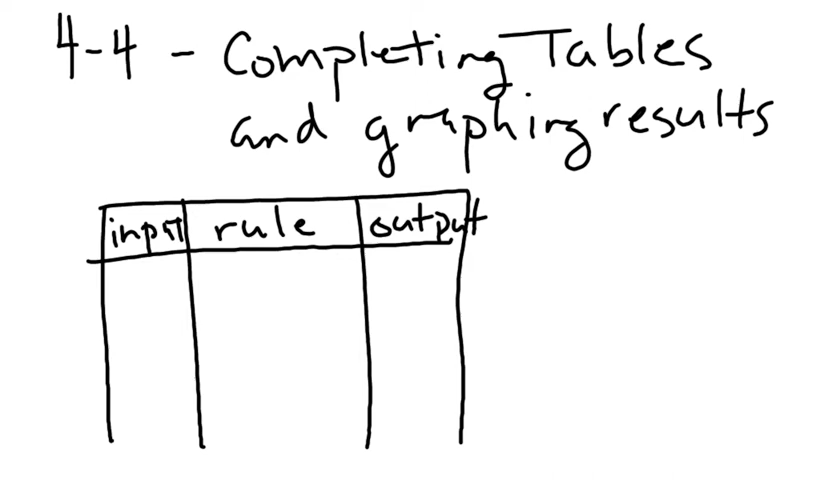 4-4 - Completing Tables
and graphing results
input rule output